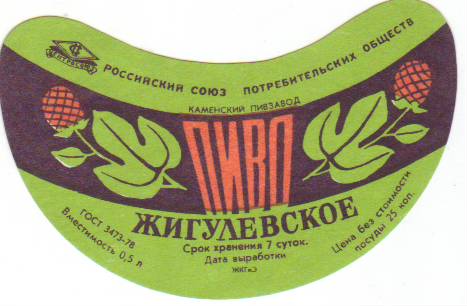 РОССИЙСКИЙ СОЮЗ ПОТРЕБИТЕЛЬСКИХ ОБЩЕСТВ
КАМЕНСКИЙ ПИВЗАВОД
ПИВО
ЖИГУЛЕВСКОЕ
ГОСТ 3473-78
Вместимость 0,5 л
Срок хранения 7 суток.
Дата выработки
Цена без стоимости
посуды 25 коп.